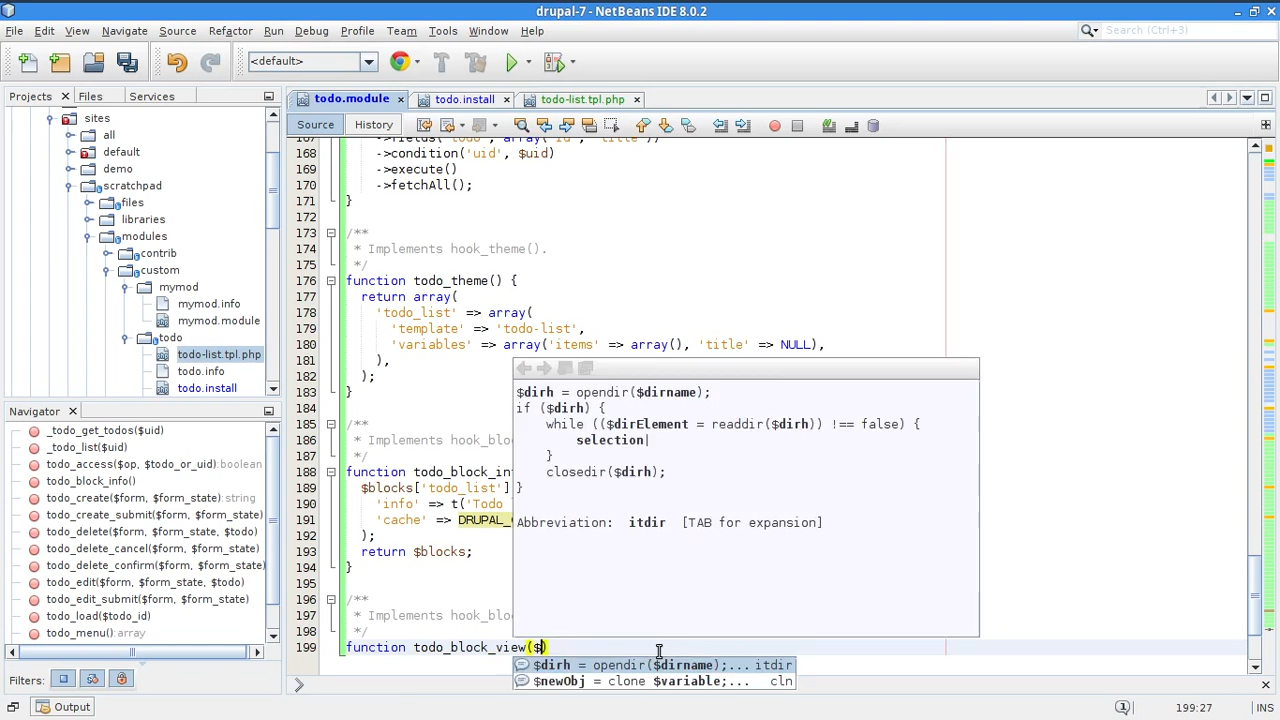 drupal-7 - NetBeans IDE 8.0.2
File Edit View Navigate Source Refactor Run Debug Profile Team Tools Window Help
Search (Ctrl+3)
<default>
Projects Files Services
todo.module todo.install todo-list.tpl.php
Source History
sites
all
default
demo
scratchpad
files
libraries
modules
contrib
custom
mymod
mymod.info
mymod.module
todo
todo-list.tpl.php
todo.info
todo.install
Navigator
_todo_get_todos($uid)
_todo_list($uid)
todo_access($op, $todo_or_uid):boolean
todo_block_info()
todo_create($form, $form_state):string
todo_create_submit($form, $form_state)
todo_delete($form, $form_state, $todo)
todo_delete_cancel($form, $form_state)
todo_delete_confirm($form, $form_state)
todo_edit($form, $form_state, $todo)
todo_edit_submit($form, $form_state)
todo_load($todo_id)
todo_menu():array
Filters:
Output
167 ->fields('todo', array('id', 'title'))
168 ->condition('uid', $uid)
169 ->execute()
170 ->fetchAll();
171 }
172
173 /**
174 * Implements hook_theme().
175 */
176 function todo_theme() {
177 return array(
178 'todo_list' => array(
179 'template' => 'todo-list',
180 'variables' => array('items' => array(), 'title' => NULL),
181 ),
182 );
183 }
184
185 /**
186 * Implements hook_blo
187 */
188 function todo_block_inf
189 $blocks['todo_list']
190 'info' => t('Todo
191 'cache' => DRUPAL_
192 );
193 return $blocks;
194 }
195
196 /**
197 * Implements hook_blo
198 */
199 function todo_block_view($)
$dirh = opendir($dirname);
if ($dirh) {
while (($dirElement = readdir($dirh)) !== false) {
selection
}
closedir($dirh);
}
Abbreviation: itdir [TAB for expansion]
$dirh = opendir($dirname);... itdir
$newObj = clone $variable;... cln
199:27 INS